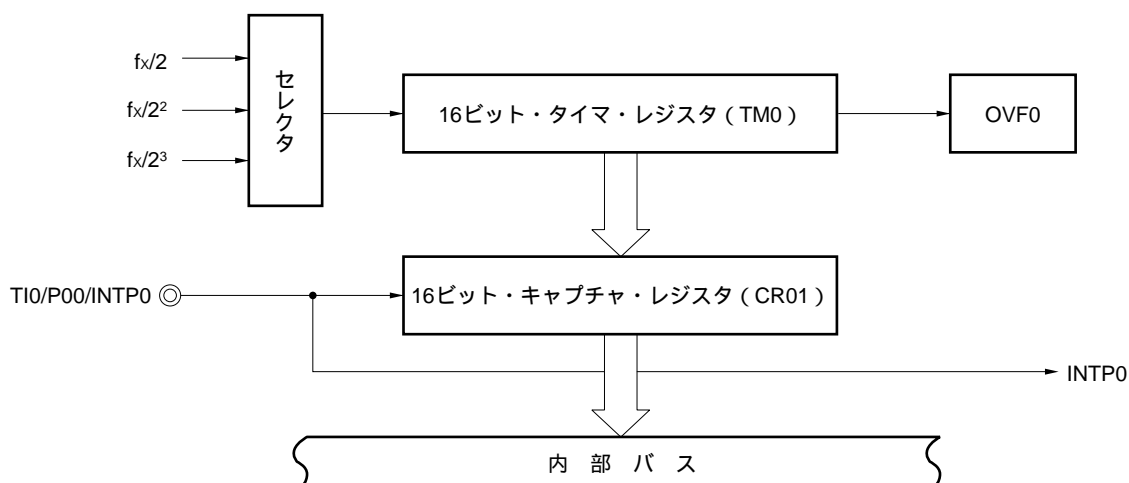 fX/2
fX/2²
fX/2³
セレクタ
16ビット・タイマ・レジスタ（TM0）
OVF0
TI0/P00/INTP0
16ビット・キャプチャ・レジスタ（CR01）
INTP0
内 部 バ ス